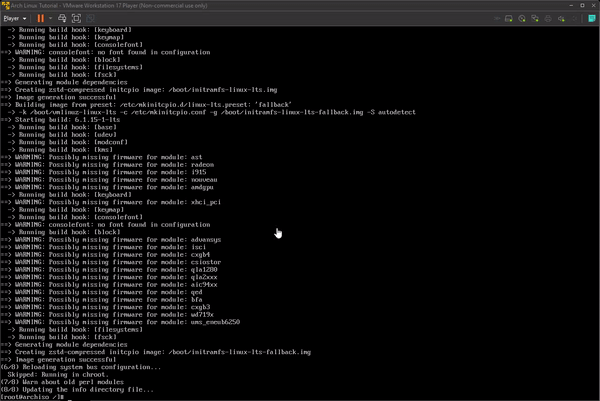 Arch Linux Tutorial - VMware Workstation 17 Player (Non-commercial use only)
Player
-> Running build hook: [keyboard]
-> Running build hook: [keymap]
-> Running build hook: [consolefont]
==> WARNING: consolefont: no font found in configuration
-> Running build hook: [block]
-> Running build hook: [filesystems]
-> Running build hook: [fsck]
==> Generating module dependencies
==> Creating zstd-compressed initcpio image: /boot/initramfs-linux-lts.img
==> Image generation successful
==> Building image from preset: /etc/mkinitcpio.d/linux-lts.preset: 'fallback'
-> -k /boot/vmlinuz-linux-lts -c /etc/mkinitcpio.conf -g /boot/initramfs-linux-lts-fallback.img -S autodetect
==> Starting build: 6.1.15-1-lts
-> Running build hook: [base]
-> Running build hook: [udev]
-> Running build hook: [modconf]
-> Running build hook: [kms]
==> WARNING: Possibly missing firmware for module: ast
==> WARNING: Possibly missing firmware for module: radeon
==> WARNING: Possibly missing firmware for module: i915
==> WARNING: Possibly missing firmware for module: nouveau
==> WARNING: Possibly missing firmware for module: amdgpu
-> Running build hook: [keyboard]
==> WARNING: Possibly missing firmware for module: xhci_pci
-> Running build hook: [keymap]
-> Running build hook: [consolefont]
==> WARNING: consolefont: no font found in configuration
-> Running build hook: [block]
==> WARNING: Possibly missing firmware for module: advansys
==> WARNING: Possibly missing firmware for module: isci
==> WARNING: Possibly missing firmware for module: cxgb4
==> WARNING: Possibly missing firmware for module: csiostor
==> WARNING: Possibly missing firmware for module: qla1280
==> WARNING: Possibly missing firmware for module: qla2xxx
==> WARNING: Possibly missing firmware for module: aic94xx
==> WARNING: Possibly missing firmware for module: qed
==> WARNING: Possibly missing firmware for module: bfa
==> WARNING: Possibly missing firmware for module: cxgb3
==> WARNING: Possibly missing firmware for module: wd719x
==> WARNING: Possibly missing firmware for module: ums_eneub6250
-> Running build hook: [filesystems]
-> Running build hook: [fsck]
==> Generating module dependencies
==> Creating zstd-compressed initcpio image: /boot/initramfs-linux-lts-fallback.img
==> Image generation successful
(6/8) Reloading system bus configuration...
Skipped: Running in chroot.
(7/8) Warn about old perl modules
(8/8) Updating the info directory file...
[root@archiso /]#